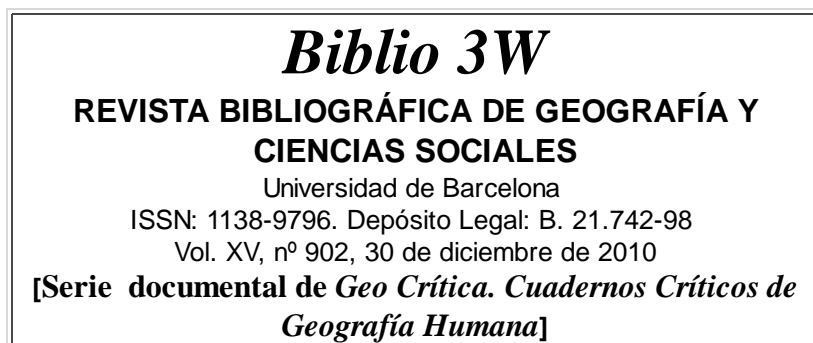 Biblio 3W
REVISTA BIBLIOGRÁFICA DE GEOGRAFÍA Y
CIENCIAS SOCIALES
Universidad de Barcelona
ISSN: 1138-9796. Depósito Legal: B. 21.742-98
Vol. XV, nº 902, 30 de diciembre de 2010
[Serie documental de Geo Crítica. Cuadernos Críticos de
Geografía Humana]